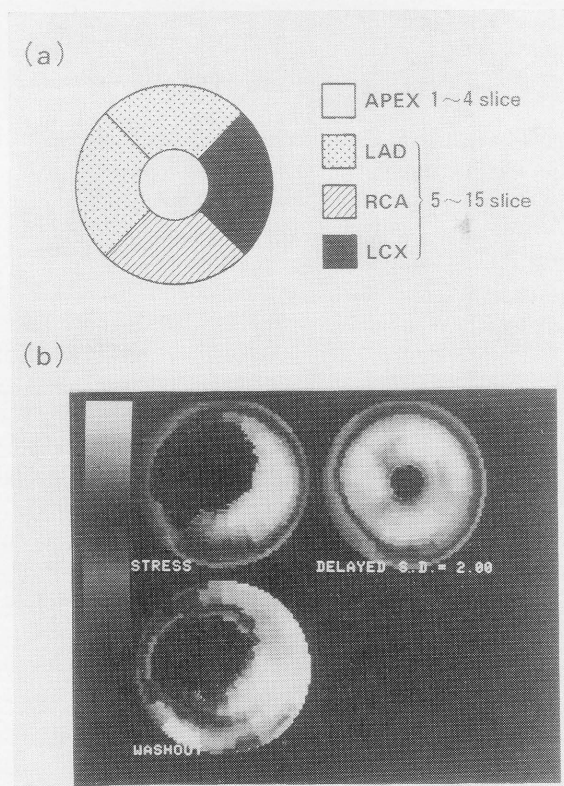 (a)
APEX 1~4 slice
LAD
RCA 5~15 slice
LCX
(b)
STRESS
DELAYED S.D.= 2.00
WASHOUT